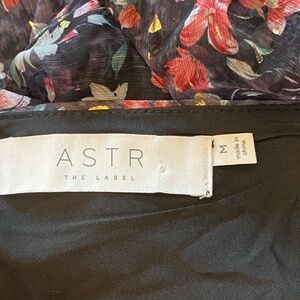 ASTR
THE LABEL
M
made in
china